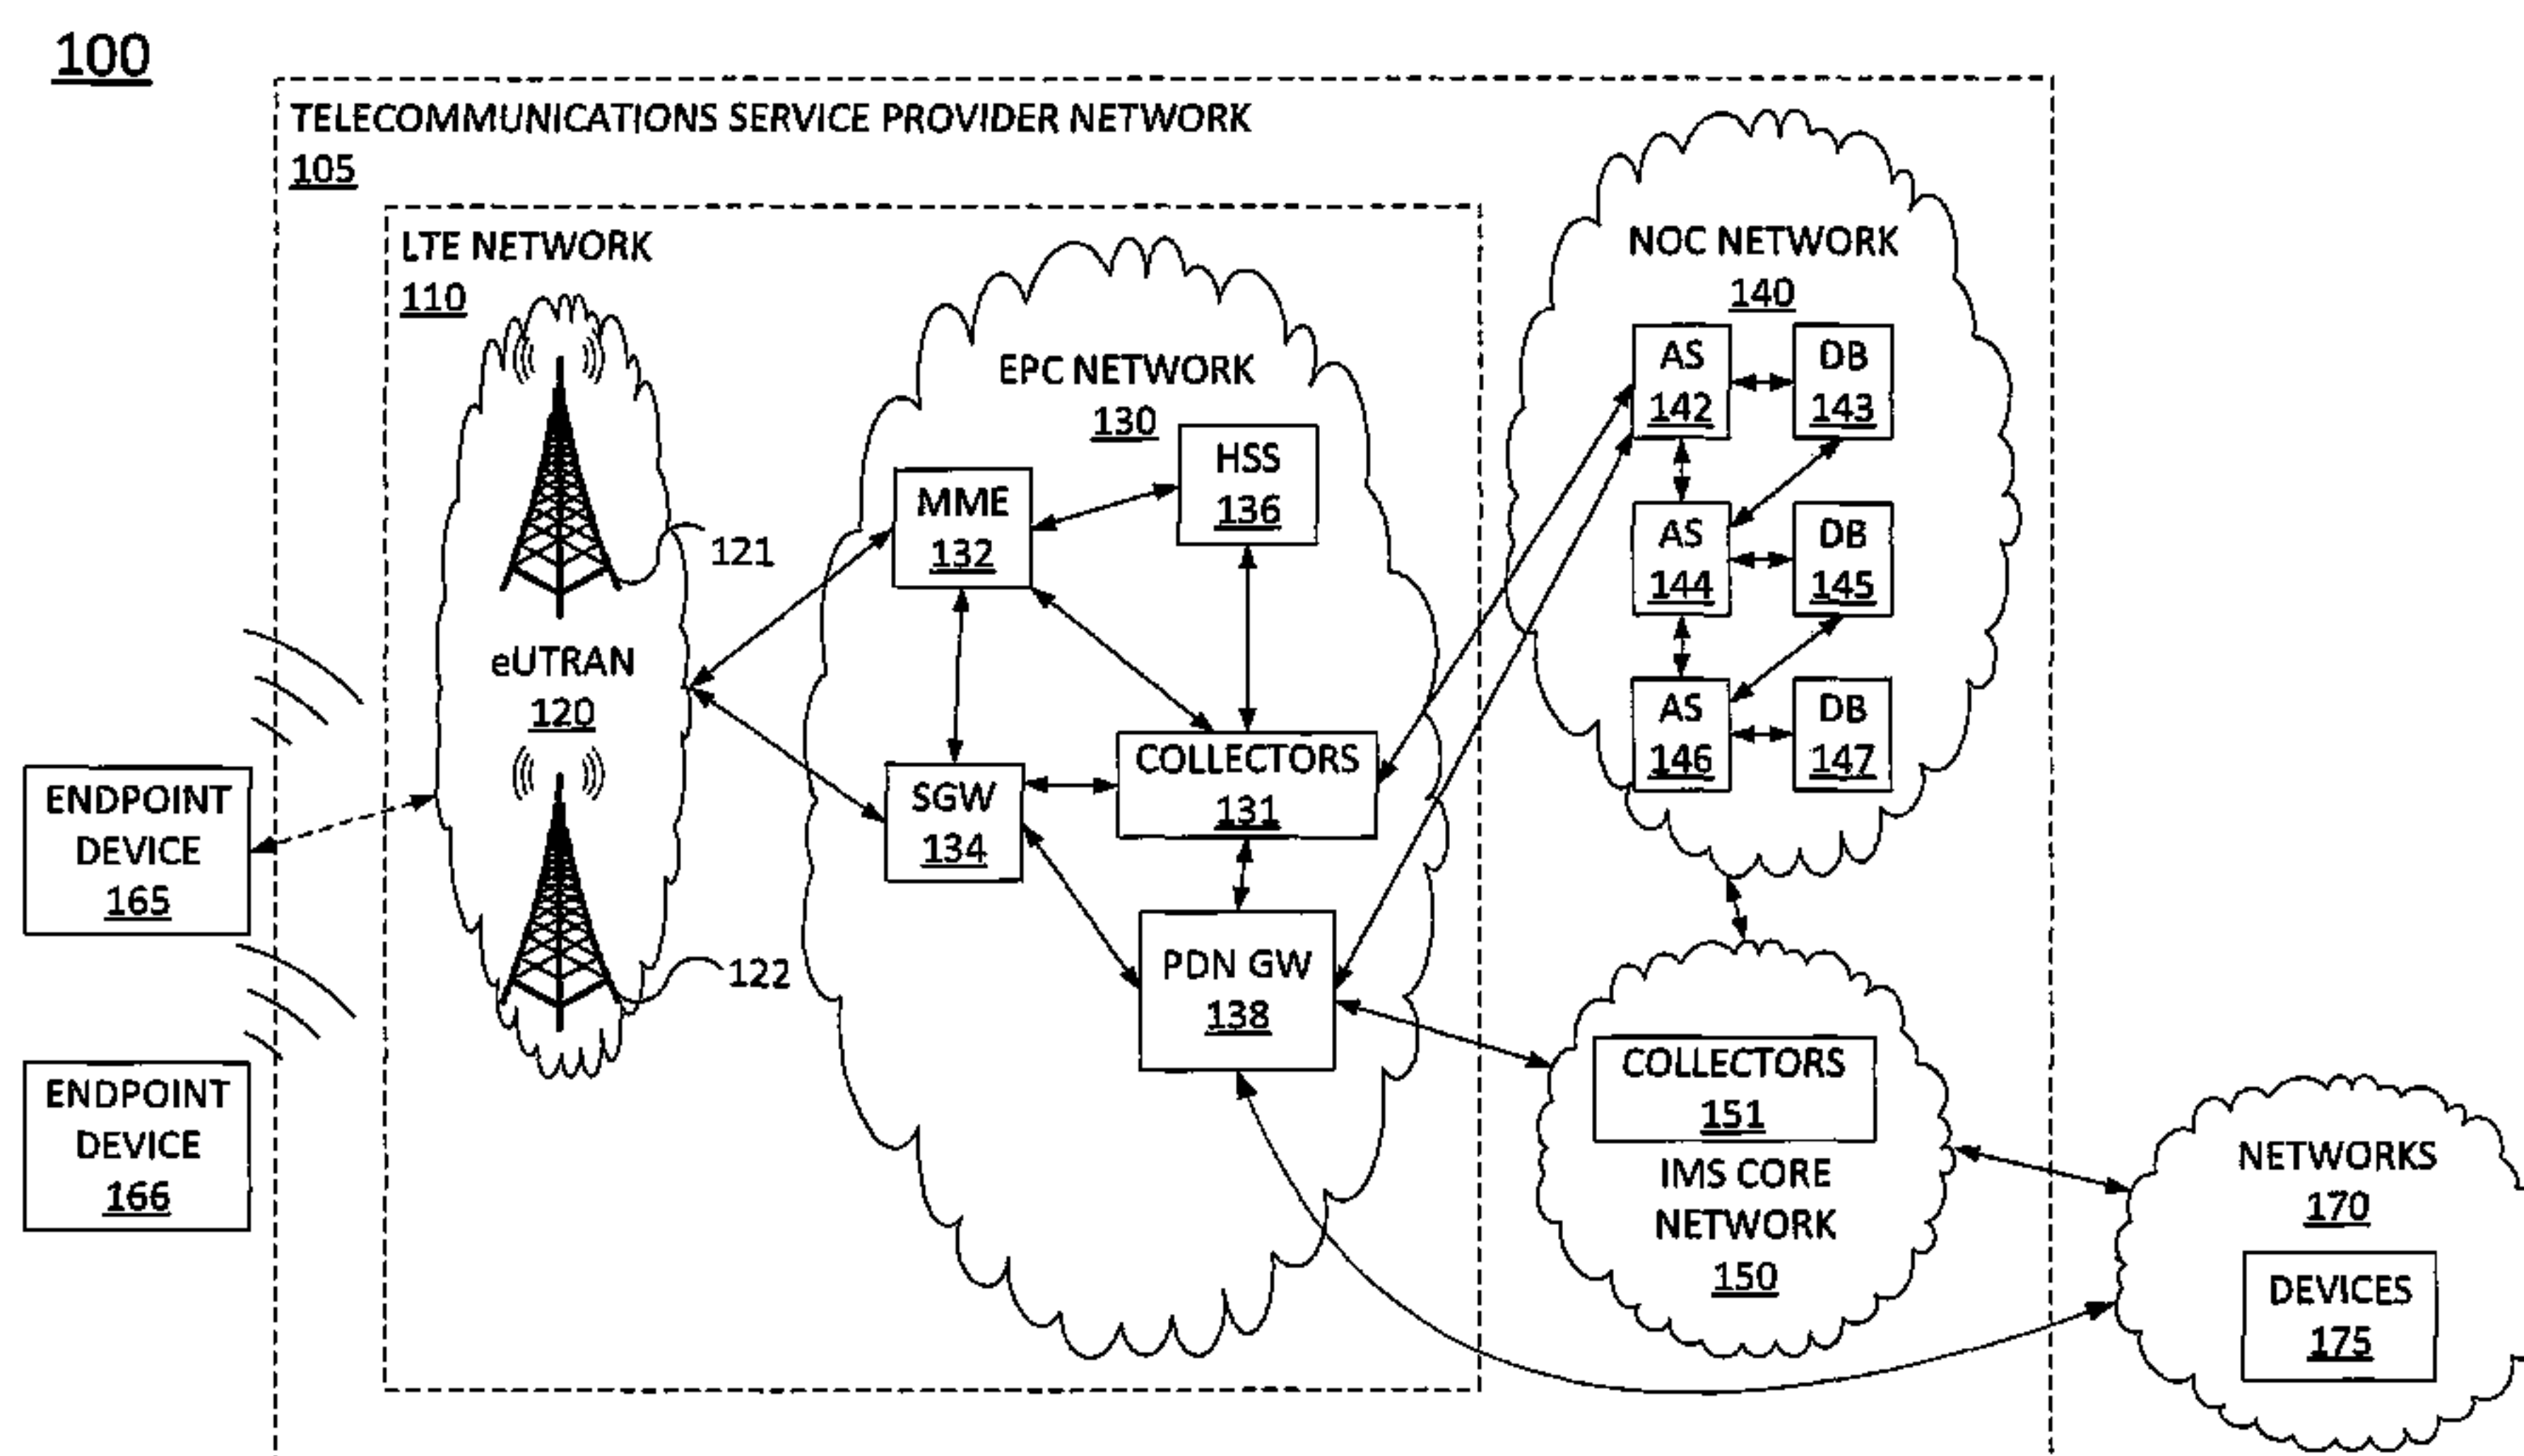 100
TELECOMMUNICATIONS SERVICE PROVIDER NETWORK
105
LTE NETWORK
110
eUTRAN
120
121
122
ENDPOINT
DEVICE
165
ENDPOINT
DEVICE
166
EPC NETWORK
130
MME
132
HSS
136
SGW
134
COLLECTORS
131
PDN GW
138
NOC NETWORK
140
AS
142
DB
143
AS
144
DB
145
AS
146
DB
147
COLLECTORS
151
IMS CORE
NETWORK
150
NETWORKS
170
DEVICES
175